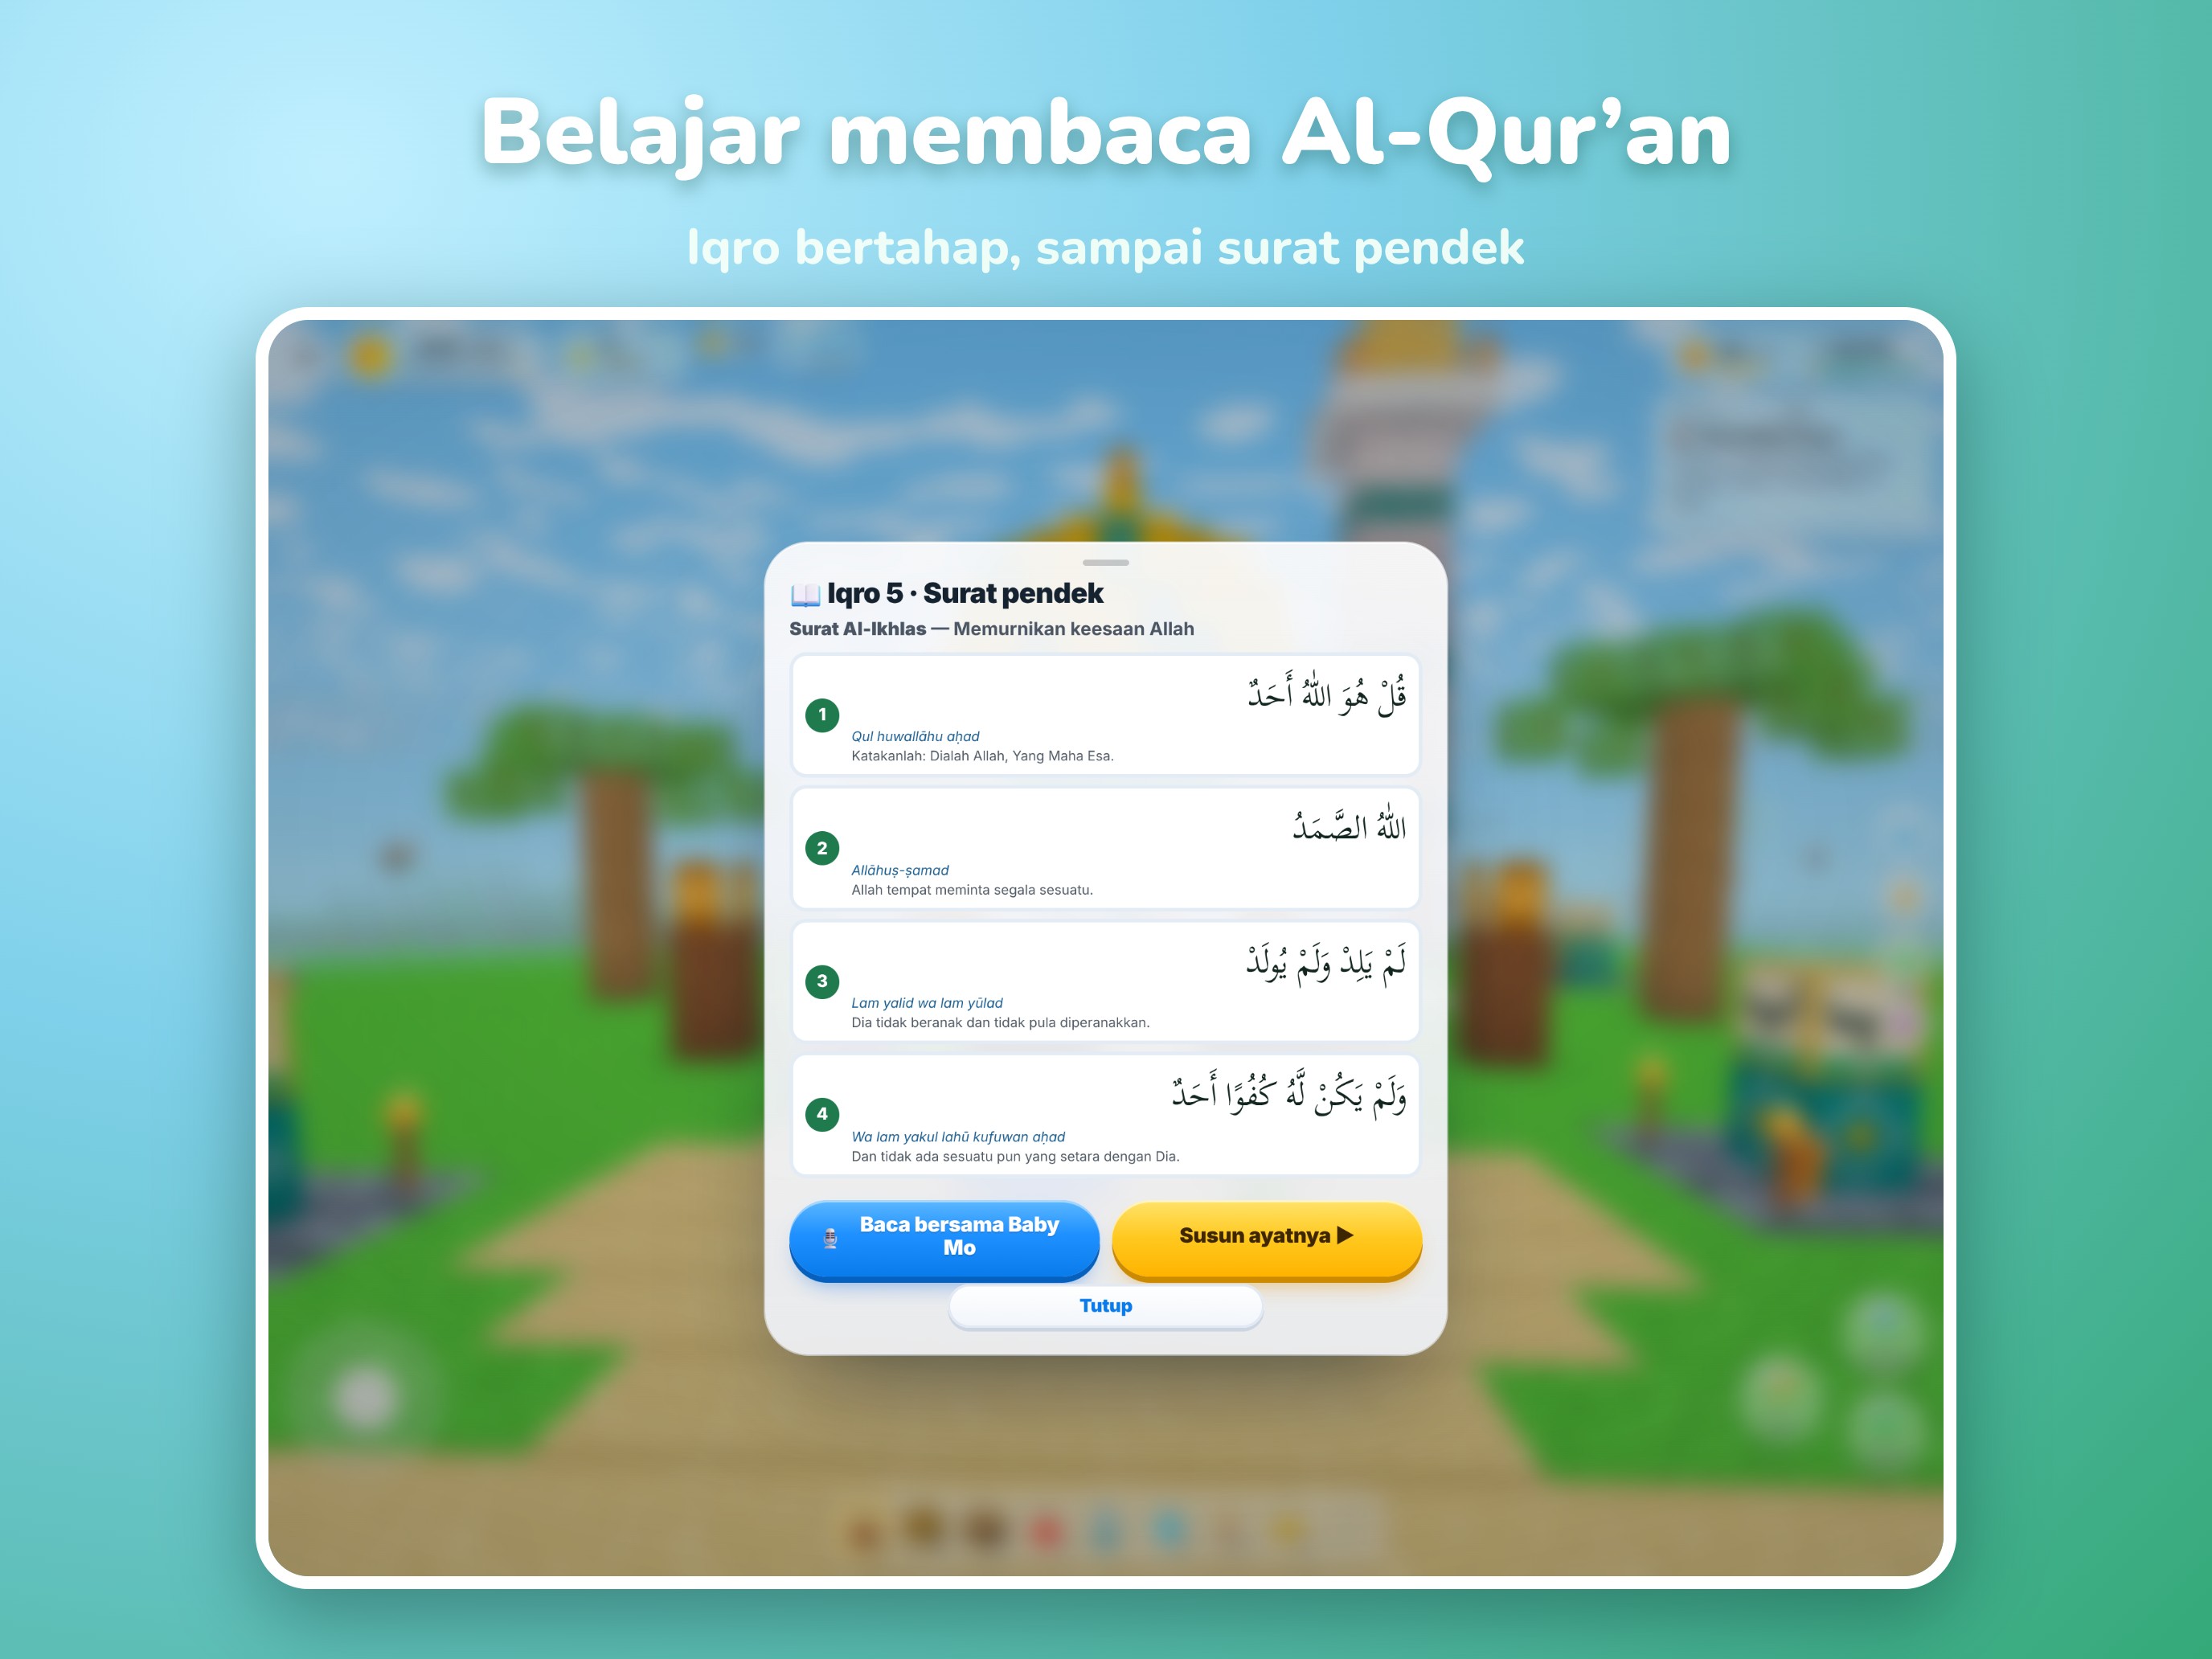 Belajar membaca Al-Qur’an
Iqro bertahap, sampai surat pendek
📖 Iqro 5 · Surat pendek
Surat Al-Ikhlas — Memurnikan keesaan Allah
قُلْ هُوَ اللّٰهُ أَحَدٌ
1
Qul huwallāhu aḥad
Katakanlah: Dialah Allah, Yang Maha Esa.
اللّٰهُ الصَّمَدُ
2
Allāhuṣ-ṣamad
Allah tempat meminta segala sesuatu.
لَمْ يَلِدْ وَلَمْ يُولَدْ
3
Lam yalid wa lam yūlad
Dia tidak beranak dan tidak pula diperanakkan.
وَلَمْ يَكُنْ لَّهُ كُفُوًا أَحَدٌ
4
Wa lam yakul lahū kufuwan aḥad
Dan tidak ada sesuatu pun yang setara dengan Dia.
Baca bersama Baby
Mo
Susun ayatnya ▶
Tutup